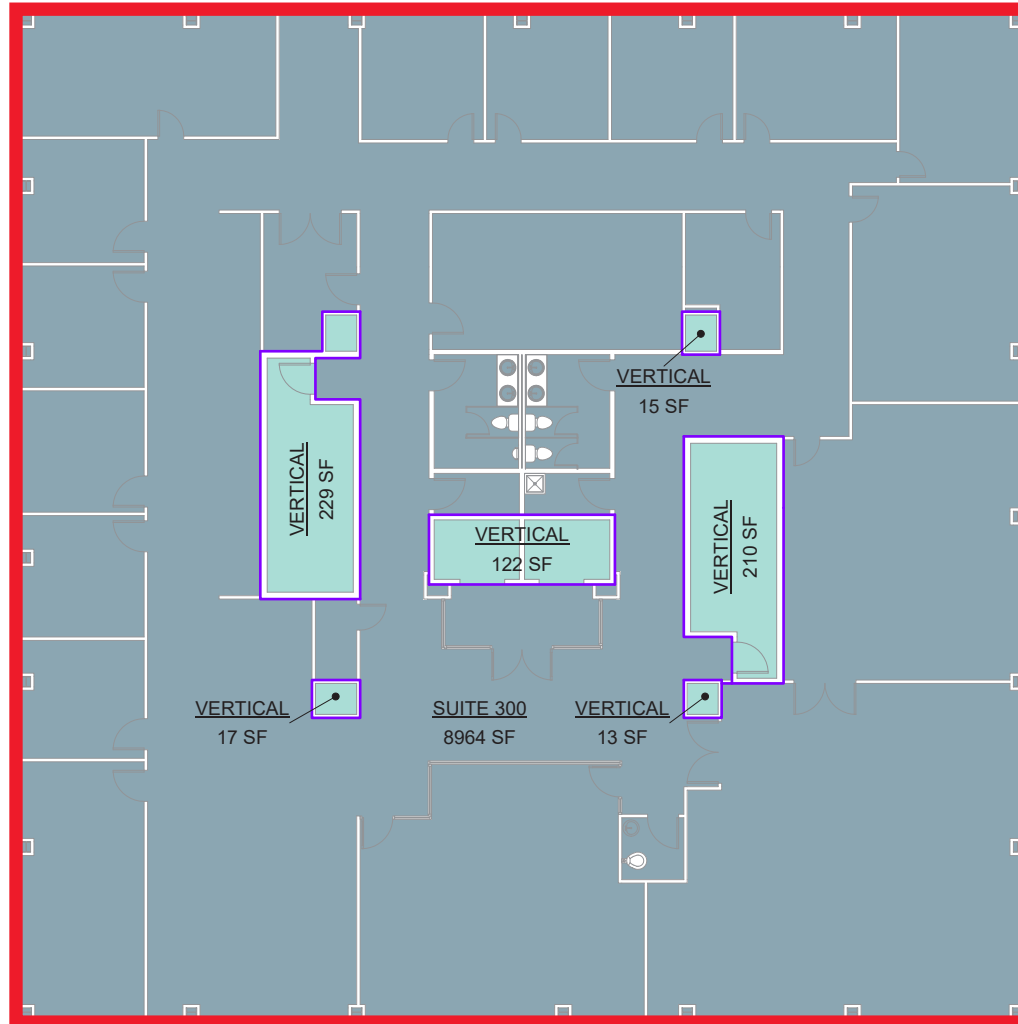 VERTICAL
15 SF
VERTICAL
229 SF
VERTICAL
122 SF
VERTICAL
210 SF
VERTICAL
17 SF
SUITE 300
8964 SF
VERTICAL
13 SF